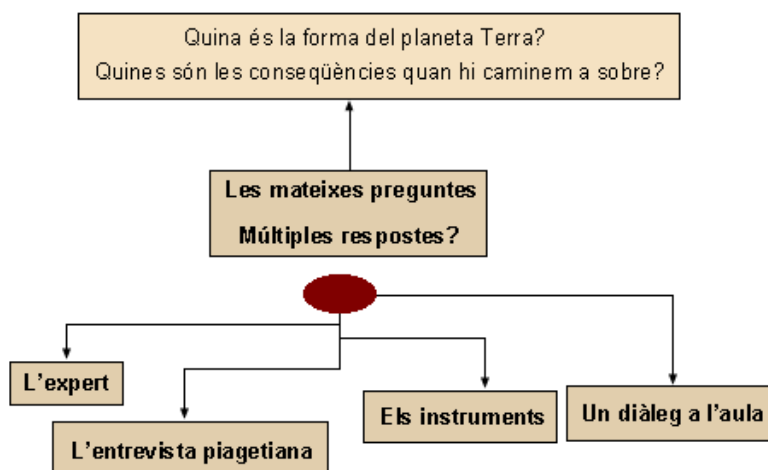 Quina és la forma del planeta Terra?
Quines són les conseqüències quan hi caminem a sobre?
Les mateixes preguntes
Múltiples respostes?
L'expert
L'entrevista piagetiana
Els instruments
Un diàleg a l'aula